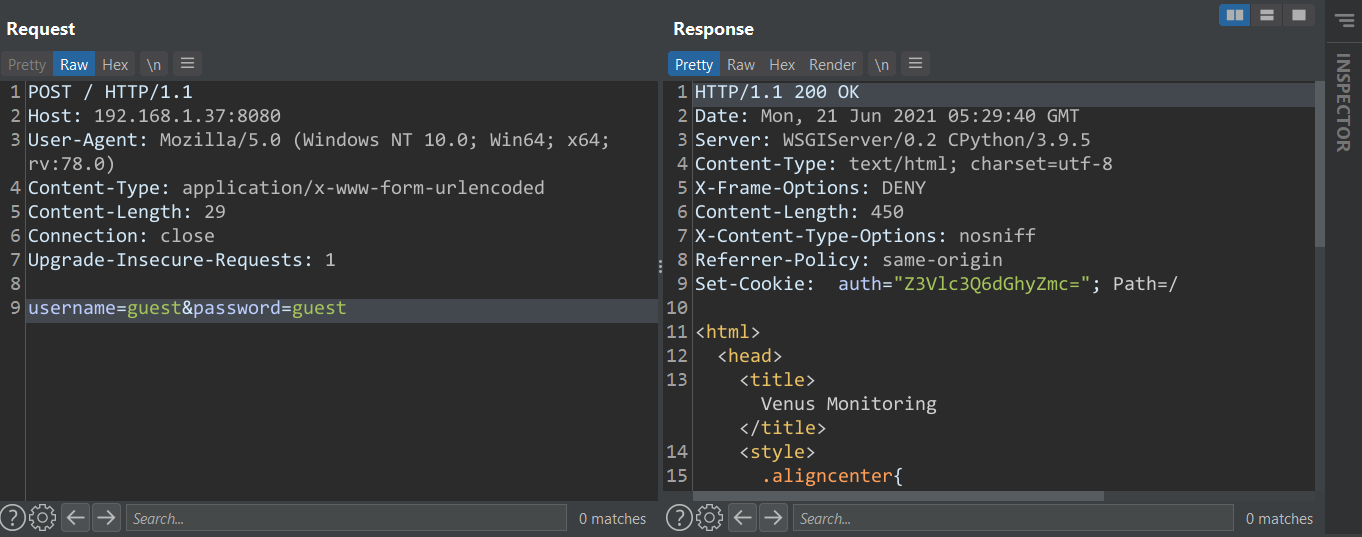 Request
Pretty Raw Hex \n
1 POST / HTTP/1.1
2 Host: 192.168.1.37:8080
3 User-Agent: Mozilla/5.0 (Windows NT 10.0; Win64; x64;
rv:78.0)
4 Content-Type: application/x-www-form-urlencoded
5 Content-Length: 29
6 Connection: close
7 Upgrade-Insecure-Requests: 1
8
9 username=guest&password=guest
? Search... 0 matches
Response
Pretty Raw Hex Render \n
1 HTTP/1.1 200 OK
2 Date: Mon, 21 Jun 2021 05:29:40 GMT
3 Server: WSGIServer/0.2 CPython/3.9.5
4 Content-Type: text/html; charset=utf-8
5 X-Frame-Options: DENY
6 Content-Length: 450
7 X-Content-Type-Options: nosniff
8 Referrer-Policy: same-origin
9 Set-Cookie:  auth="Z3Vlc3Q6dGhyZmc="; Path=/
10
11 <html>
12 <head>
13 <title>
Venus Monitoring
</title>
14 <style>
15 .aligncenter{
? Search... 0 matches
INSPECTOR